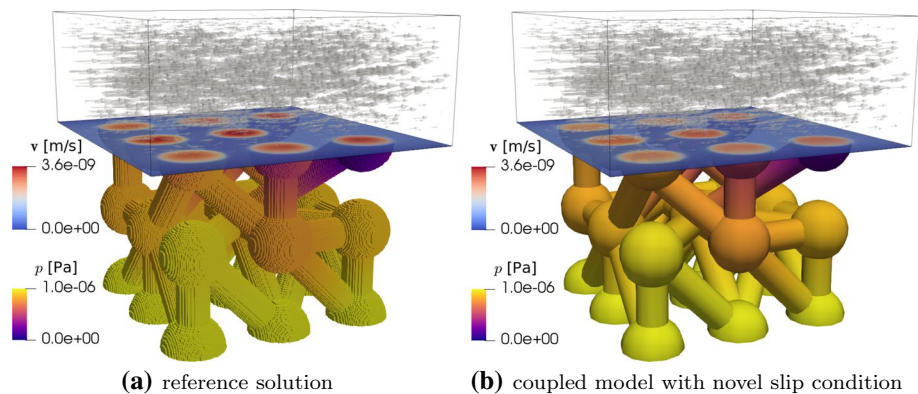 v [m/s]
3.6e-09
0.0e+00
p [Pa]
1.0e-06
0.0e+00
(a) reference solution
v [m/s]
3.6e-09
0.0e+00
p [Pa]
1.0e-06
0.0e+00
(b) coupled model with novel slip condition